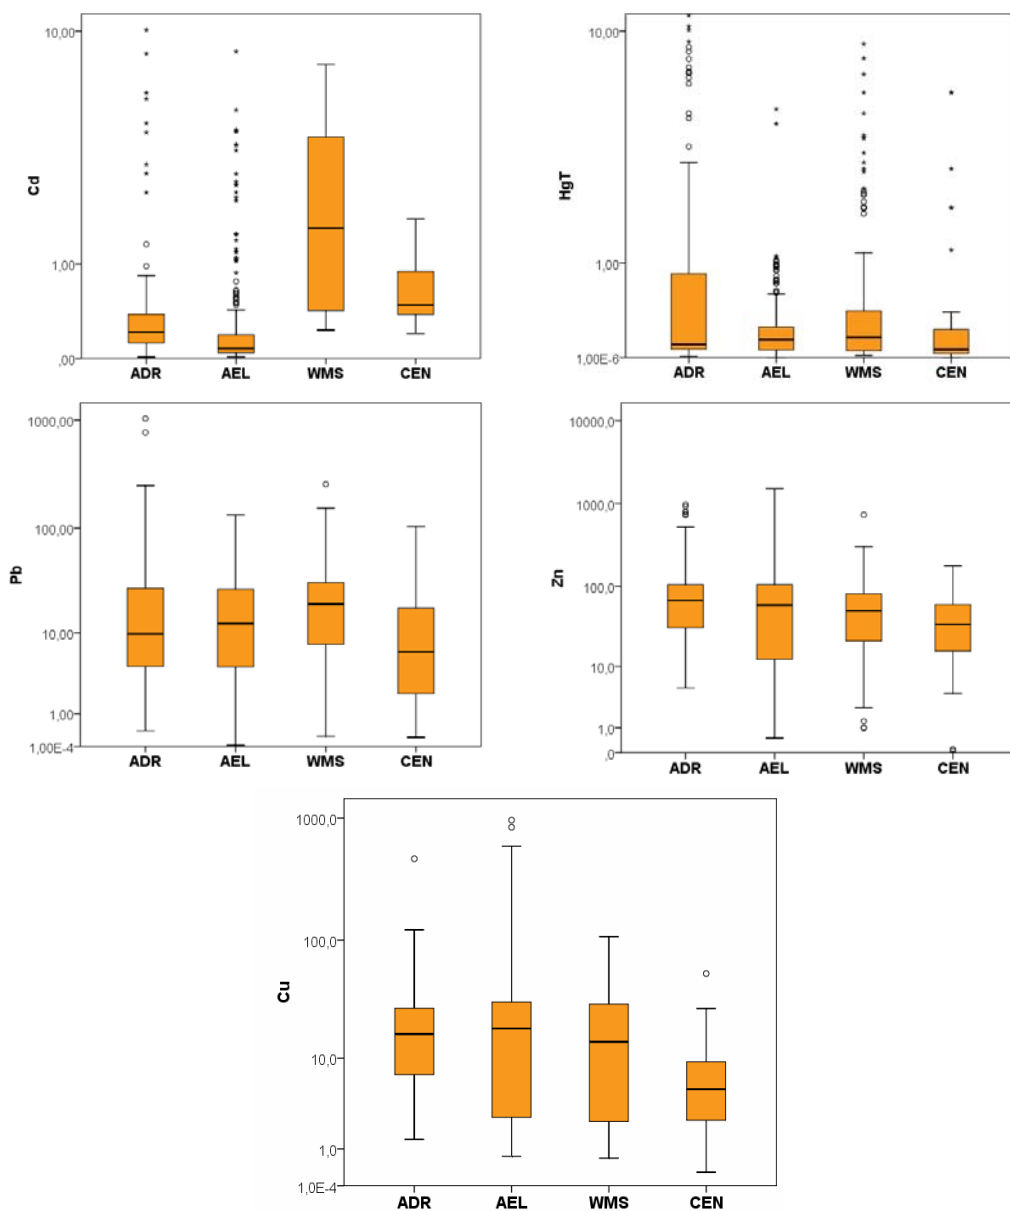 10,00
Cd
1,00
,00
ADR AEL WMS CEN
10,00
HgT
1,00
1,00E-6
ADR AEL WMS CEN
1000,00
100,00
Pb
10,00
1,00
1,00E-4
ADR AEL WMS CEN
10000,0
1000,0
Zn
100,0
10,0
1,0
,0
ADR AEL WMS CEN
1000,0
100,0
Cu
10,0
1,0
1,0E-4
ADR AEL WMS CEN